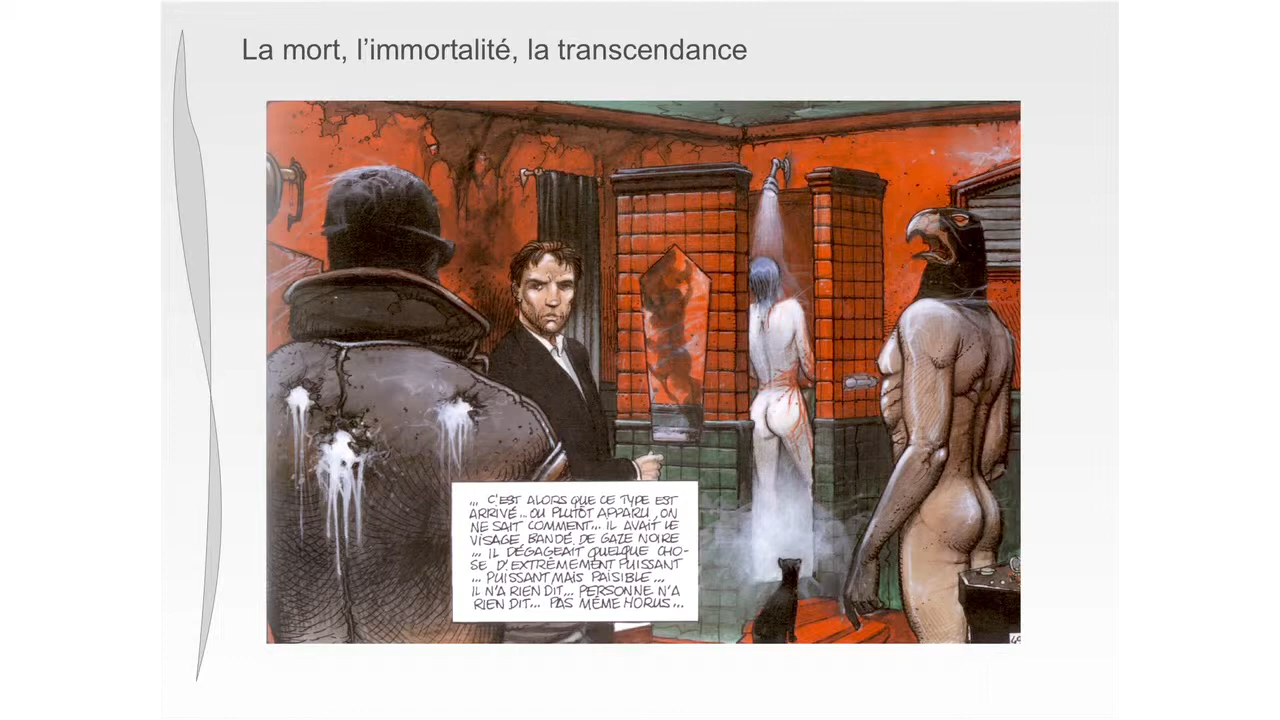 La mort, l’immortalité, la transcendance
... C'EST ALORS QUE CE TYPE EST
ARRIVÉ... OU PLUTÔT APPARU, ON
NE SAIT COMMENT... IL AVAIT LE
VISAGE BANDÉ DE GAZE NOIRE
... IL DÉGAGEAIT QUELQUE CHO-
SE D'EXTRÊMEMENT PUISSANT
... PUISSANT MAIS PAISIBLE...
IL N'A RIEN DIT... PERSONNE N'A
RIEN DIT... PAS MÊME HORUS...